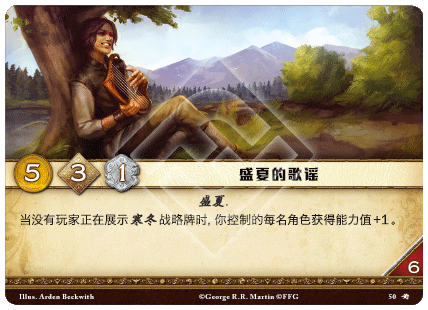 5 3 1 盛夏的歌谣
盛夏.
当没有玩家正在展示寒冬战略牌时, 你控制的每名角色获得能力值+1。
6
Illus. Arden Beckwith ©George R.R. Martin ©FFG 50